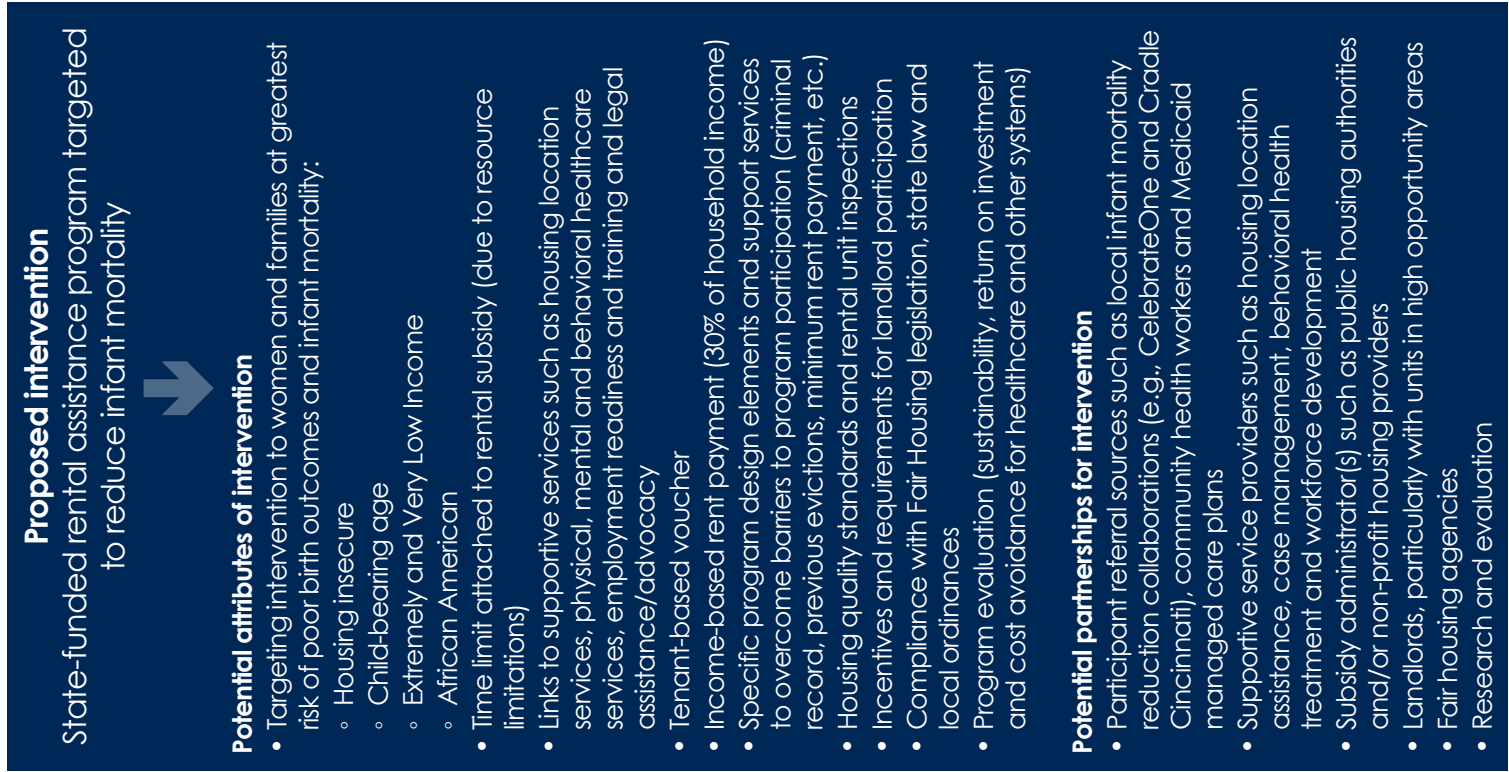 Proposed intervention
State-funded rental assistance program targeted
to reduce infant mortality
Potential attributes of intervention
• Targeting intervention to women and families at greatest
risk of poor birth outcomes and infant mortality:
◦ Housing insecure
◦ Child-bearing age
◦ Extremely and Very Low Income
◦ African American
• Time limit attached to rental subsidy (due to resource
limitations)
• Links to supportive services such as housing location
services, physical, mental and behavioral healthcare
services, employment readiness and training and legal
assistance/advocacy
• Tenant-based voucher
• Income-based rent payment (30% of household income)
• Specific program design elements and support services
to overcome barriers to program participation (criminal
record, previous evictions, minimum rent payment, etc.)
• Housing quality standards and rental unit inspections
• Incentives and requirements for landlord participation
• Compliance with Fair Housing legislation, state law and
local ordinances
• Program evaluation (sustainability, return on investment
and cost avoidance for healthcare and other systems)
Potential partnerships for intervention
• Participant referral sources such as local infant mortality
reduction collaborations (e.g., CelebrateOne and Cradle
Cincinnati), community health workers and Medicaid
managed care plans
• Supportive service providers such as housing location
assistance, case management, behavioral health
treatment and workforce development
• Subsidy administrator(s) such as public housing authorities
and/or non-profit housing providers
• Landlords, particularly with units in high opportunity areas
• Fair housing agencies
• Research and evaluation